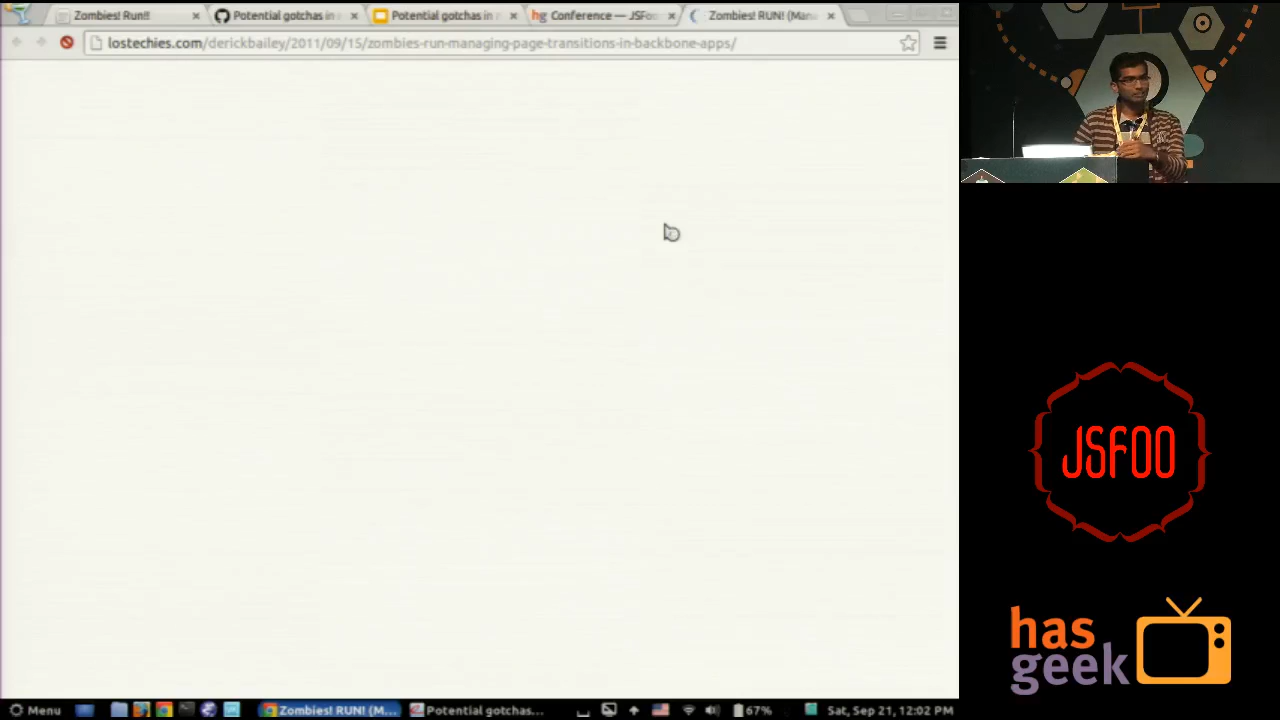 Zombies! Run!!
Potential gotchas in
Potential gotchas in
hg Conference — JSFoo
Zombies! RUN! (Mana
lostechies.com/derickbailey/2011/09/15/zombies-run-managing-page-transitions-in-backbone-apps/
JSFOO
has
geek
Menu
Zombies! RUN! (M...
Potential gotchas...
67%
Sat, Sep 21, 12:02 PM